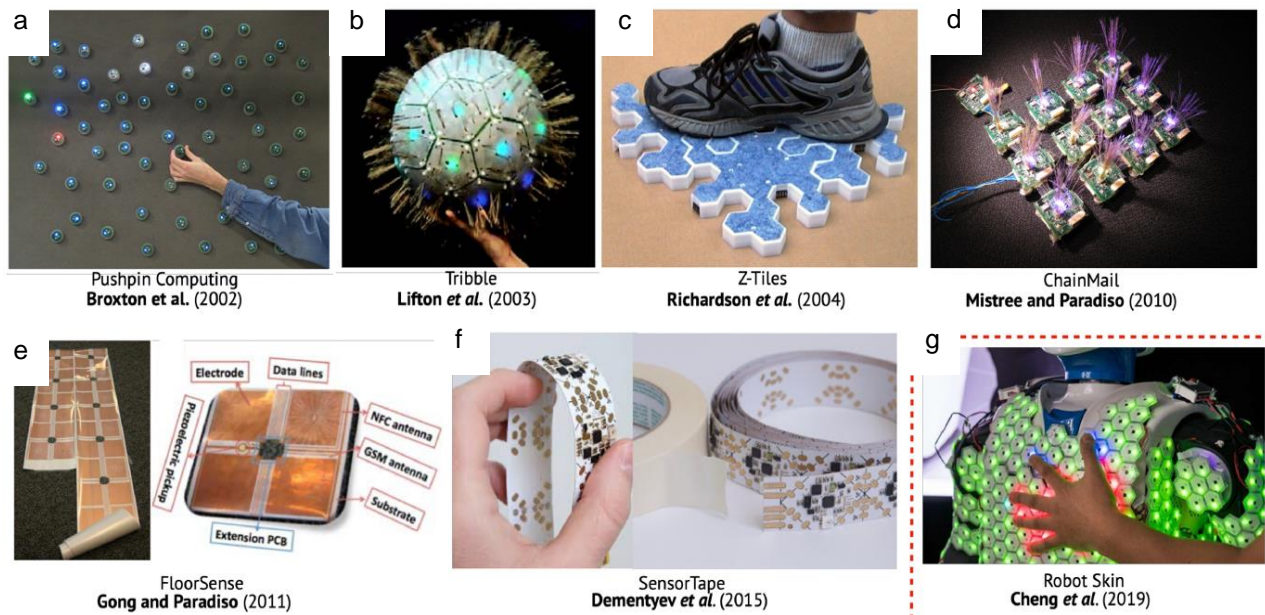 a
b
c
d
Pushpin Computing
Broxton et al. (2002)
Tribble
Lifton et al. (2003)
Z-Tiles
Richardson et al. (2004)
ChainMail
Mistree and Paradiso (2010)
e
f
g
Electrode
Data lines
NFC antenna
GSM antenna
Substrate
Piezoelectric pickup
Extension PCB
FloorSense
Gong and Paradiso (2011)
SensorTape
Dementyev et al. (2015)
Robot Skin
Cheng et al. (2019)